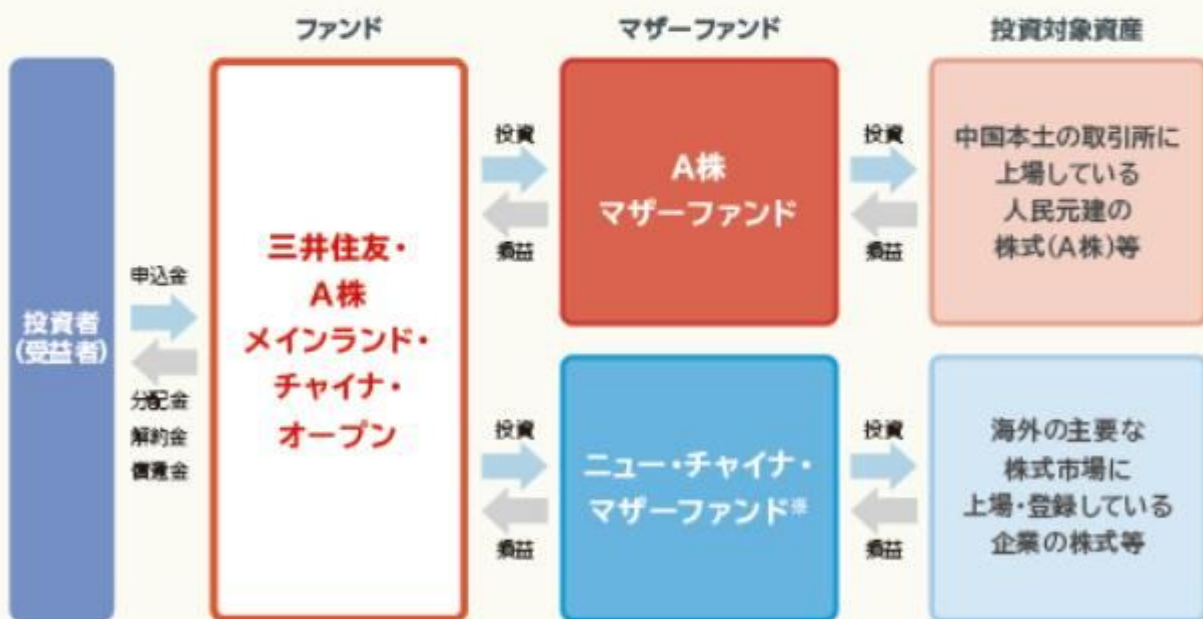 ファンド
マザーファンド
投資対象資産
投資者
(受益者)
申込金
分配金
解約金
償還金
三井住友・
A株
メインランド・
チャイナ・
オープン
投資
損益
A株
マザーファンド
投資
損益
中国本土の取引所に
上場している
人民元建の
株式(A株)等
投資
損益
ニュー・チャイナ・
マザーファンド※
投資
損益
海外の主要な
株式市場に
上場・登録している
企業の株式等